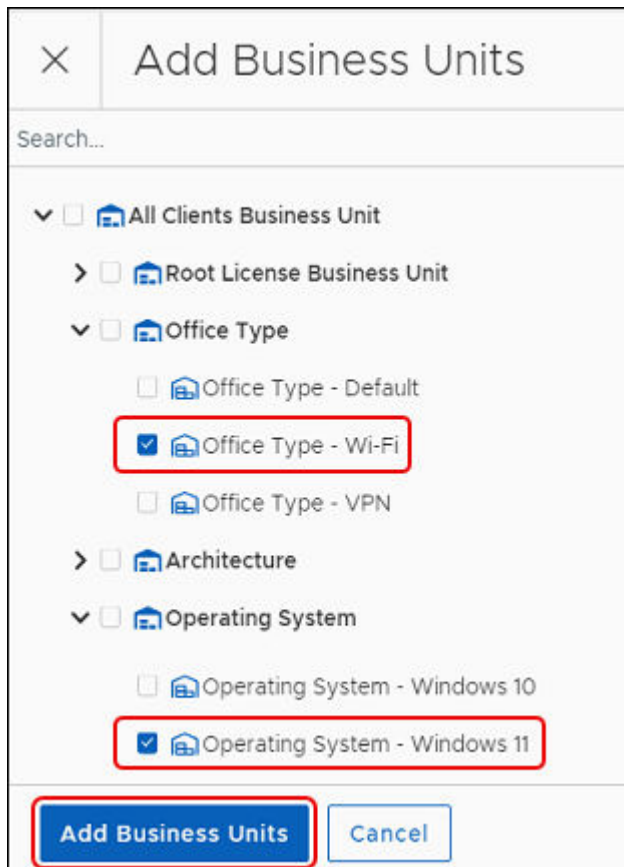 Add Business Units
Search...
All Clients Business Unit
Root License Business Unit
Office Type
Office Type - Default
Office Type - Wi-Fi
Office Type - VPN
Architecture
Operating System
Operating System - Windows 10
Operating System - Windows 11
Add Business Units
Cancel